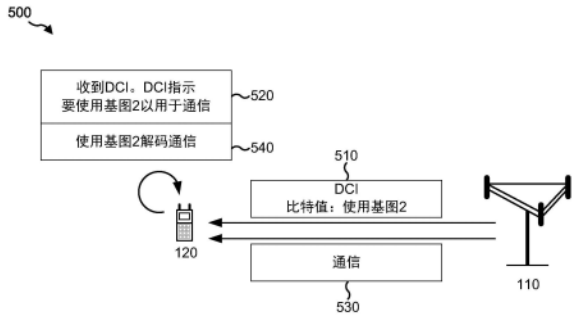 500
收到DCI。DCI指示
要使用基图2以用于通信
520
使用基图2解码通信
540
510
DCI
比特值：使用基图2
120
通信
110
530